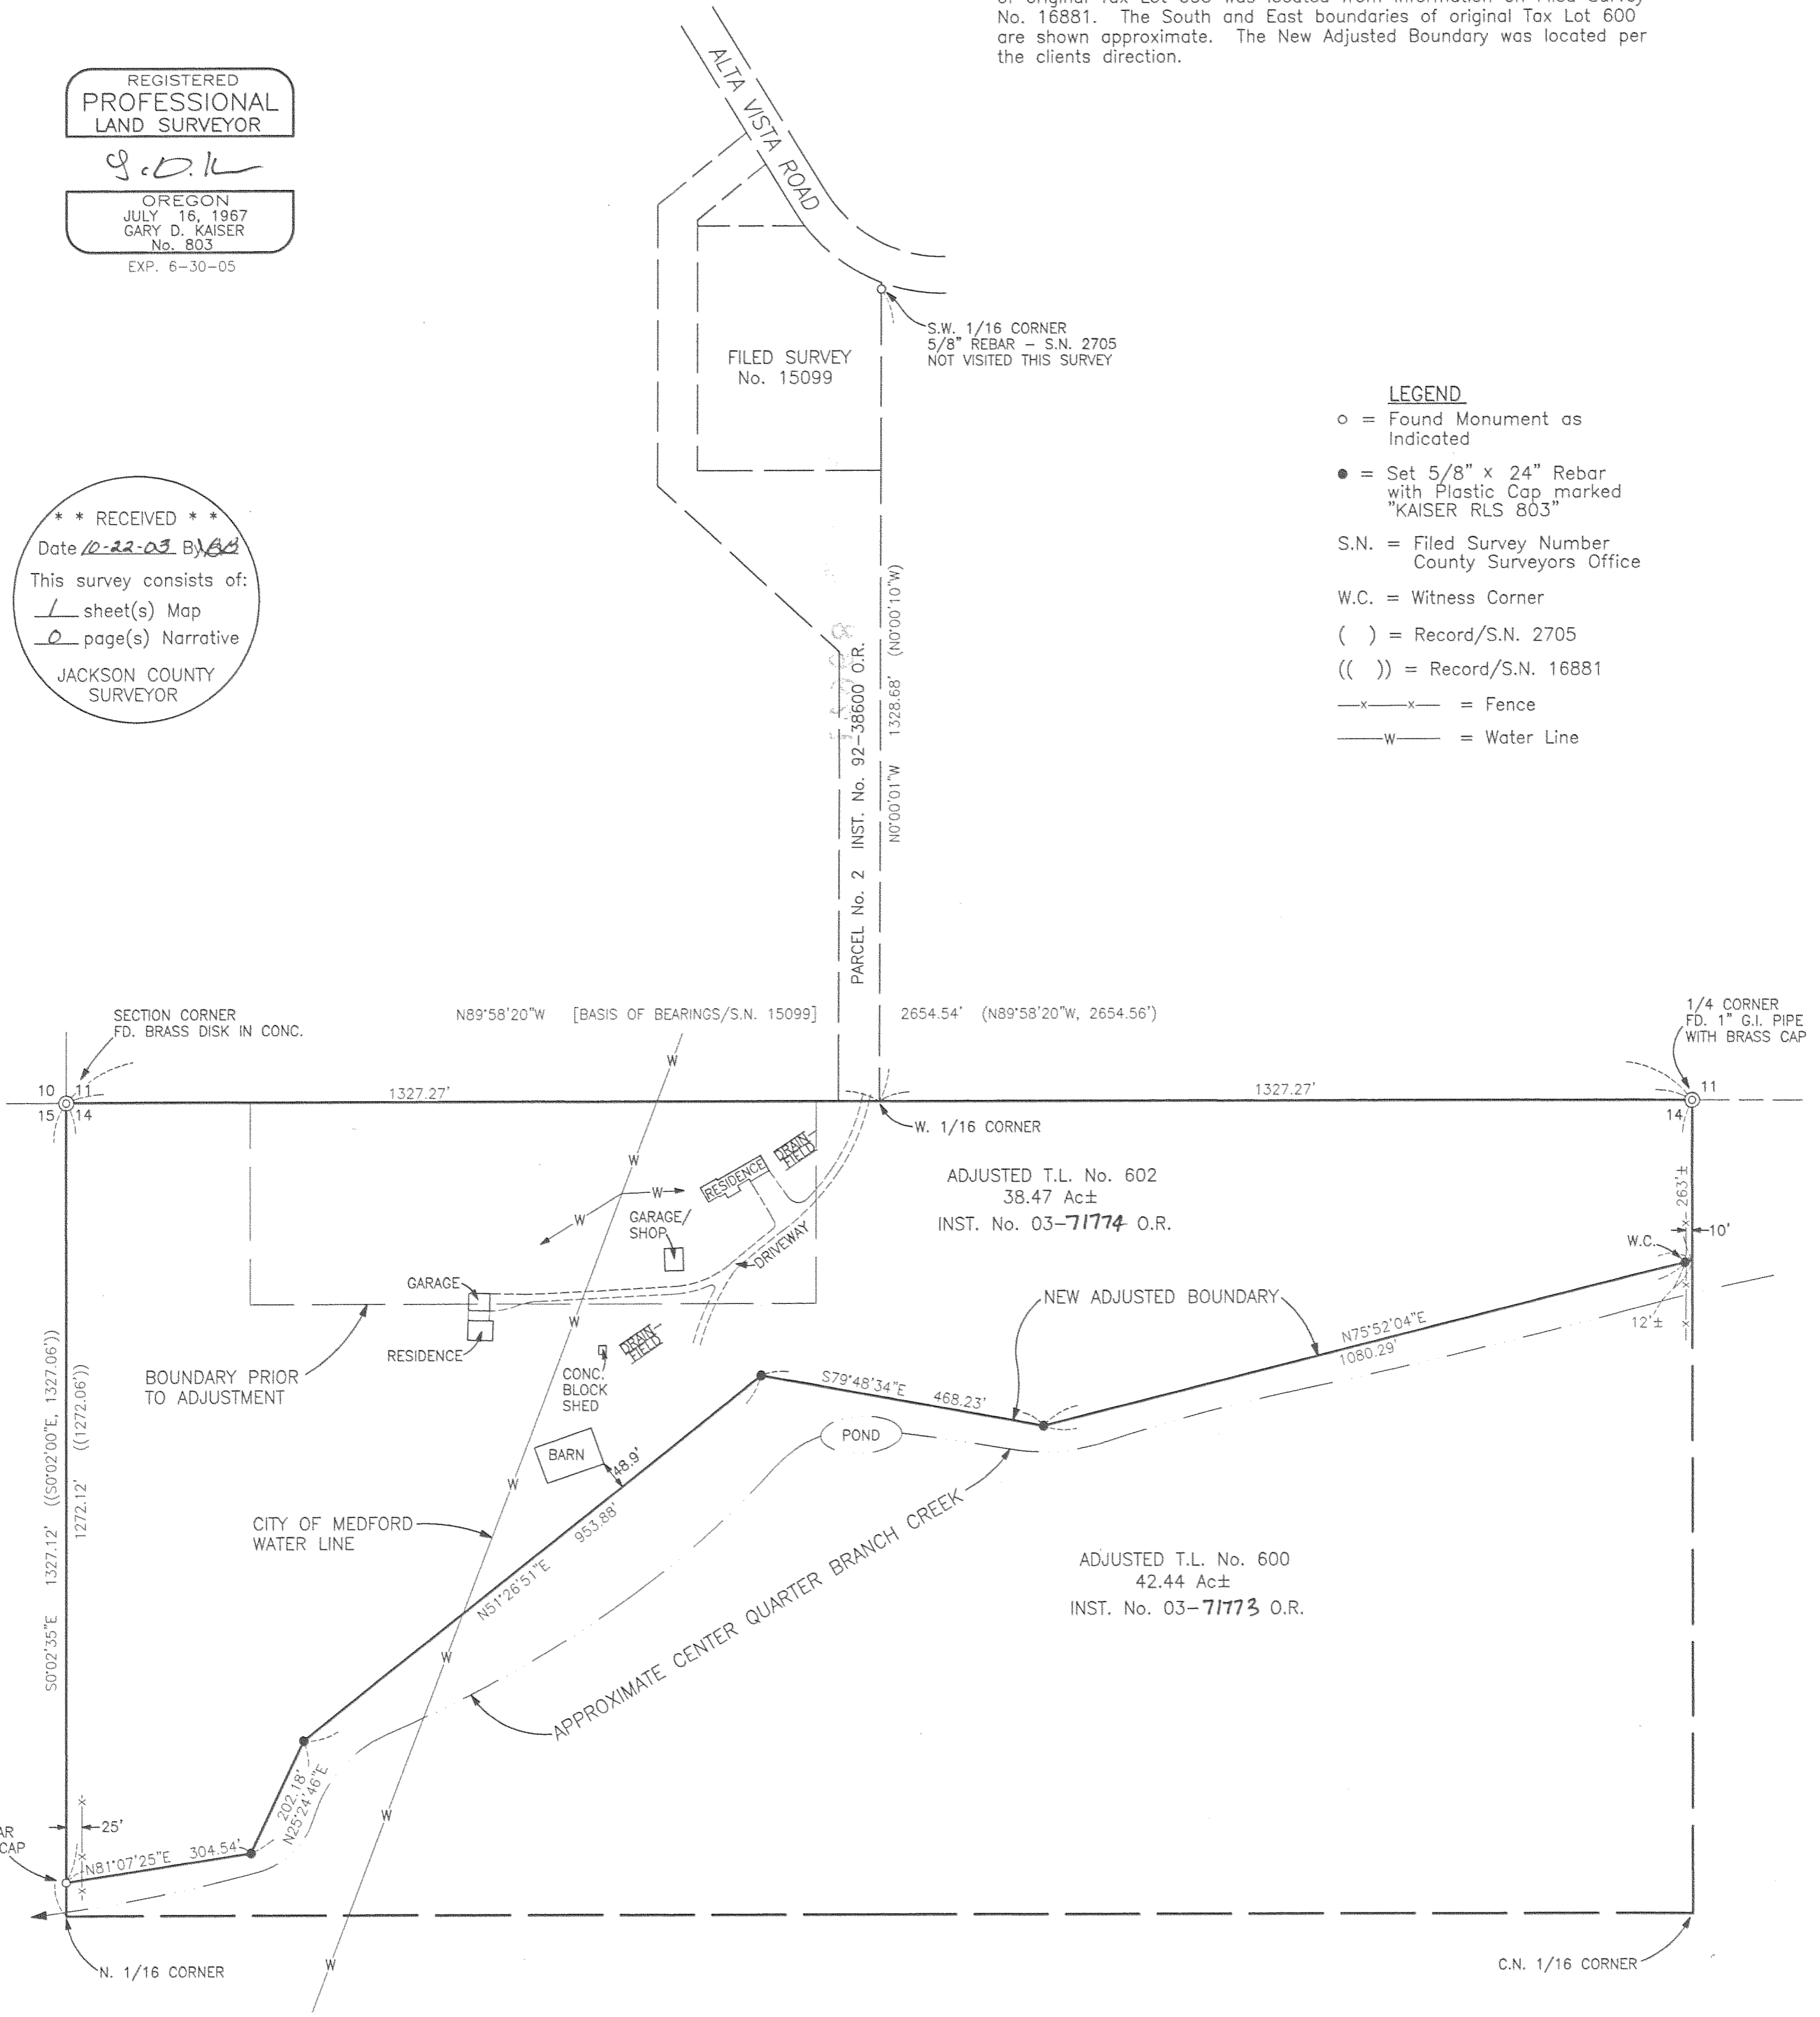 of original Tax Lot 600 was located from information on Filed Survey
No. 16881. The South and East boundaries of original Tax Lot 600
are shown approximate. The New Adjusted Boundary was located per
the clients direction.
REGISTERED
PROFESSIONAL
LAND SURVEYOR
OREGON
JULY 16, 1967
GARY D. KAISER
No. 803
EXP. 6-30-05
ALTA VISTA ROAD
S.W. 1/16 CORNER
5/8" REBAR - S.N. 2705
NOT VISITED THIS SURVEY
FILED SURVEY
No. 15099
LEGEND
o = Found Monument as
Indicated
● = Set 5/8" x 24" Rebar
with Plastic Cap marked
"KAISER RLS 803"
S.N. = Filed Survey Number
County Surveyors Office
W.C. = Witness Corner
( ) = Record/S.N. 2705
(( )) = Record/S.N. 16881
—x——x— = Fence
——W—— = Water Line
* * RECEIVED * *
Date 10-22-03 By
This survey consists of:
1 sheet(s) Map
0 page(s) Narrative
JACKSON COUNTY
SURVEYOR
PARCEL No. 2 INST. No. 92-38600 O.R.
N0°00'01"W 1328.68' (N0°00'10"W)
SECTION CORNER
FD. BRASS DISK IN CONC.
N89°58'20"W [BASIS OF BEARINGS/S.N. 15099] 2654.54' (N89°58'20"W, 2654.56')
1/4 CORNER
FD. 1" G.I. PIPE
WITH BRASS CAP
10 11
15 14
1327.27'
1327.27'
11
14
W. 1/16 CORNER
W
W
W
W
DRAIN
FIELD
RESIDENCE
GARAGE/
SHOP
DRIVEWAY
ADJUSTED T.L. No. 602
38.47 Ac±
INST. No. 03-71774 O.R.
263'±
10'
W.C.
12'±
GARAGE
RESIDENCE
W
DRAIN
FIELD
CONC.
BLOCK
SHED
BOUNDARY PRIOR
TO ADJUSTMENT
NEW ADJUSTED BOUNDARY
N75°52'04"E
1080.29'
S79°48'34"E 468.23'
POND
BARN
48.9'
W
S0°02'35"E 1327.12' ((S0°02'00"E, 1327.06'))
1272.12' ((1272.06'))
CITY OF MEDFORD
WATER LINE
953.88'
N51°26'51"E
W
APPROXIMATE CENTER QUARTER BRANCH CREEK
ADJUSTED T.L. No. 600
42.44 Ac±
INST. No. 03-71773 O.R.
202.18'
N25°24'46"E
W
25'
CAP
N81°07'25"E 304.54'
N. 1/16 CORNER
W
C.N. 1/16 CORNER